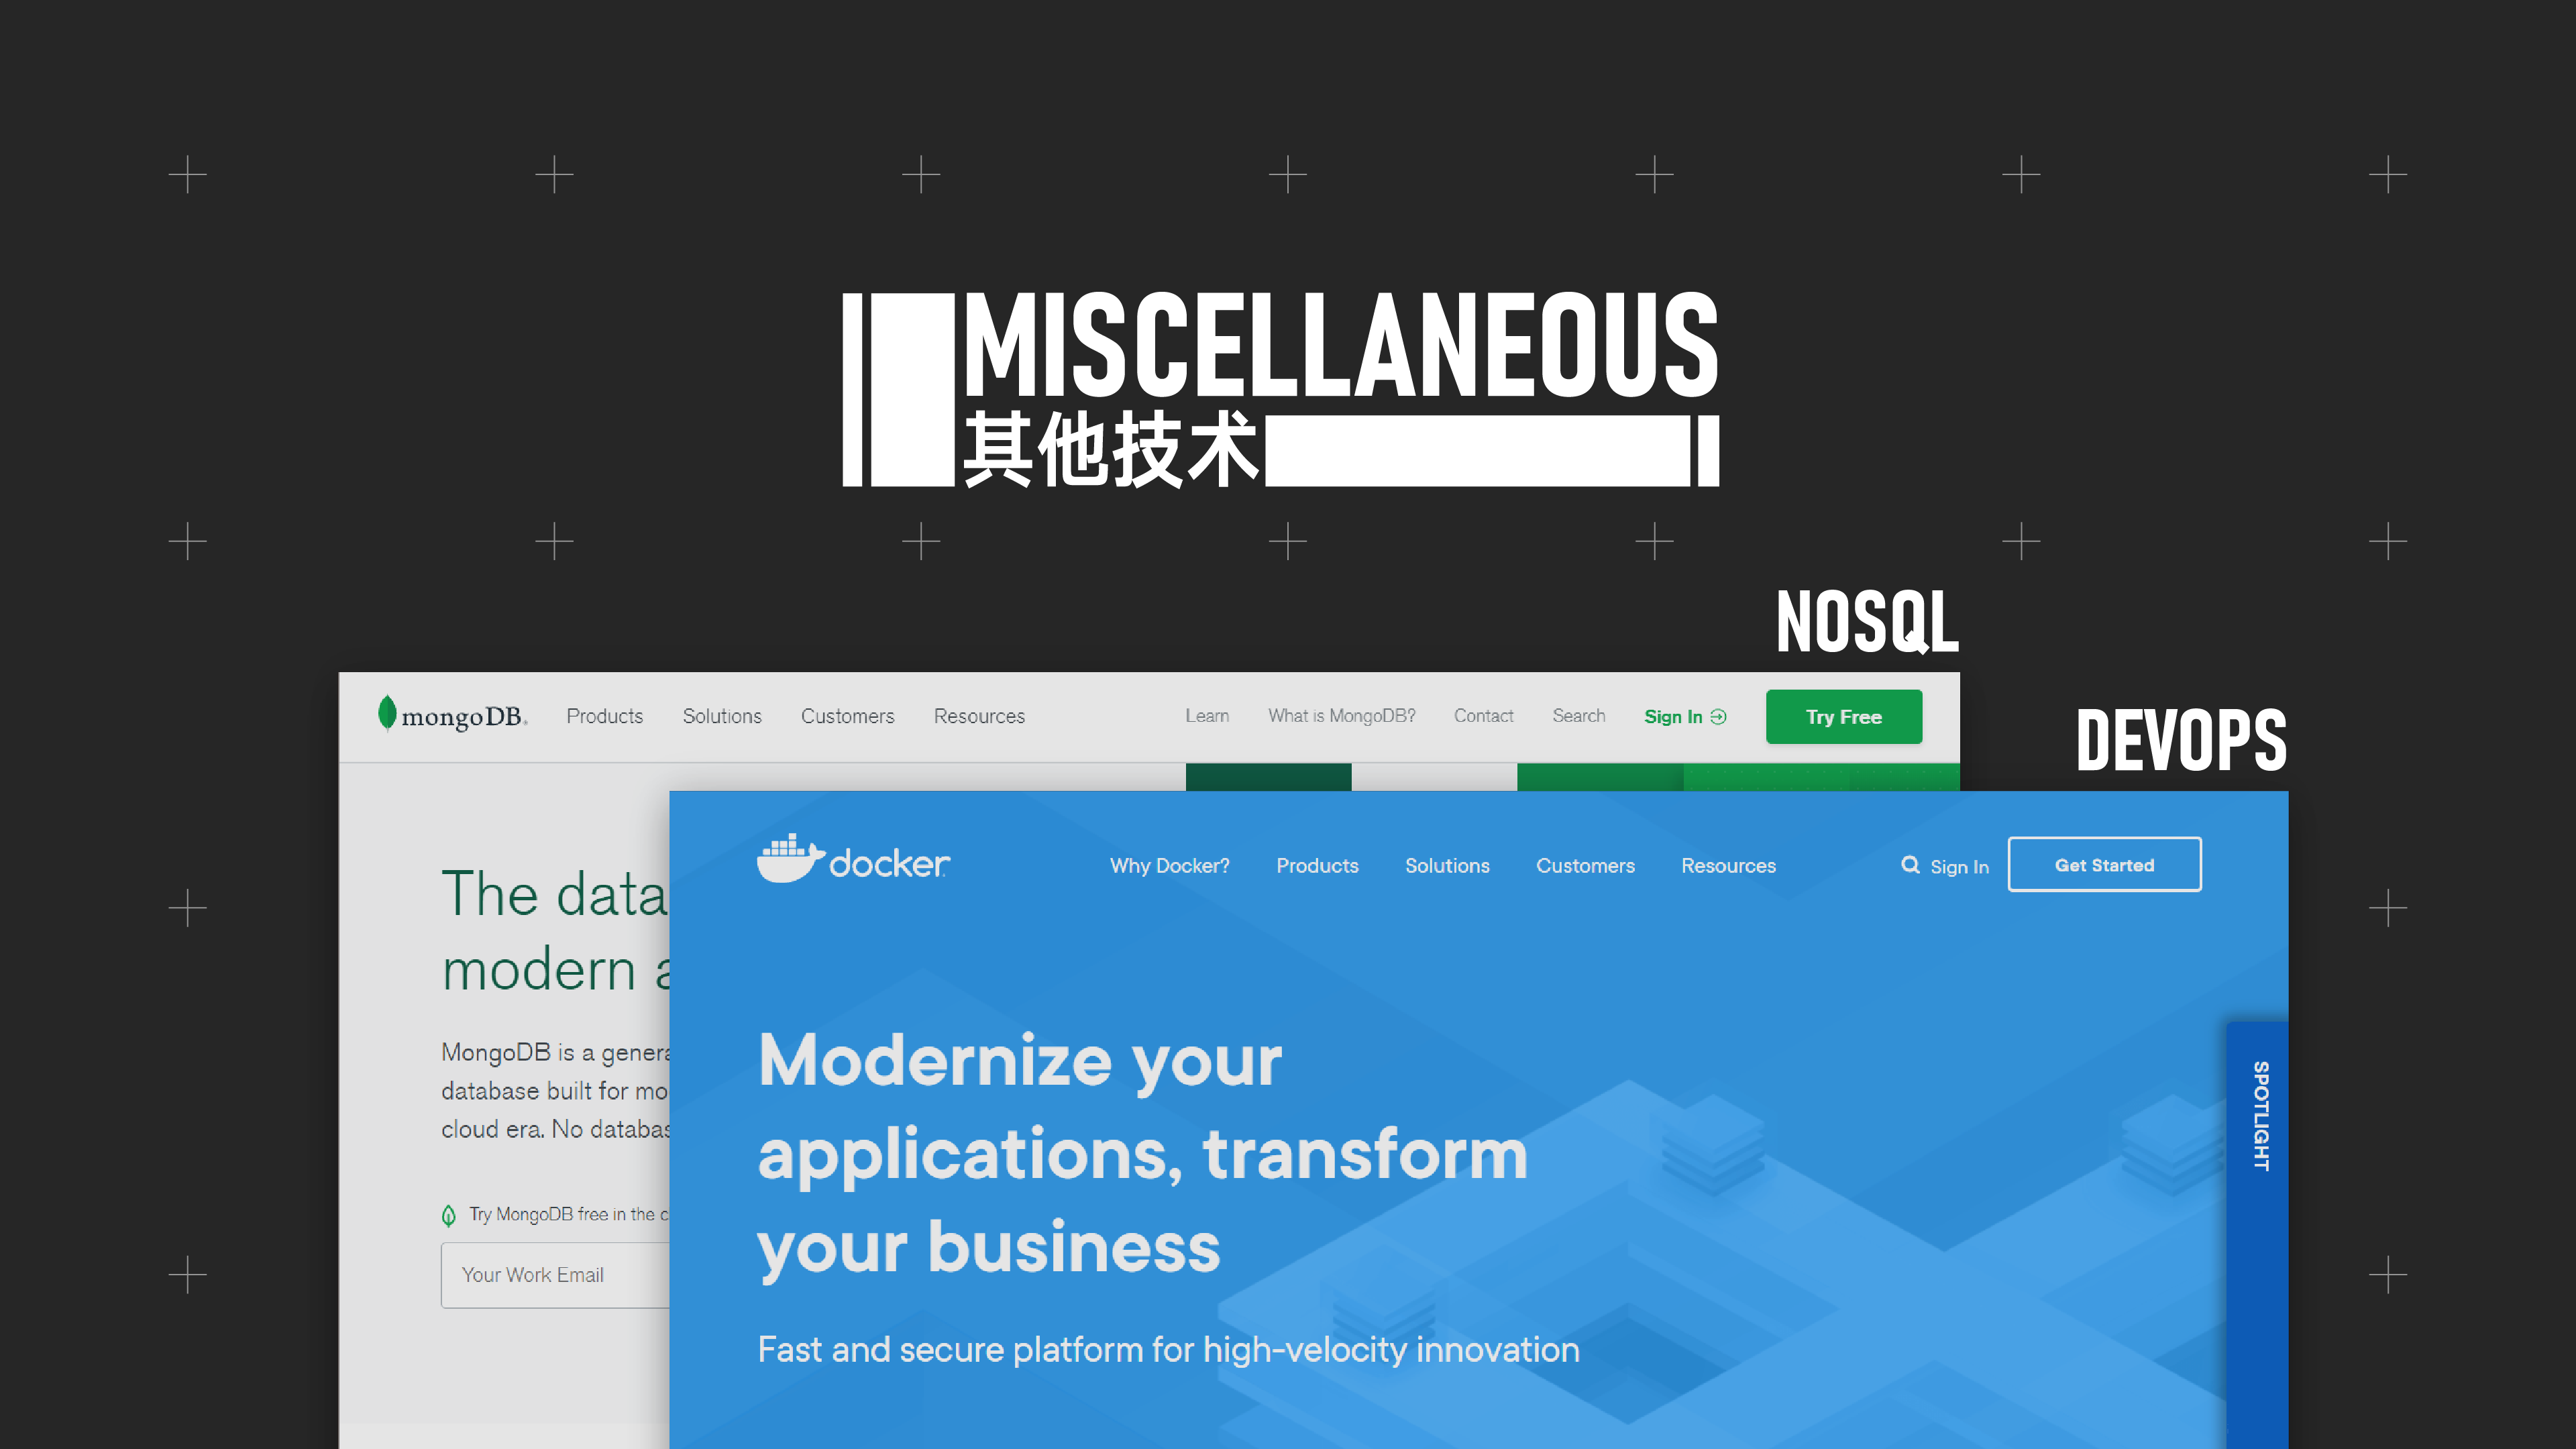 MISCELLANEOUS
其他技术
NOSQL
mongoDB. Products Solutions Customers Resources Learn What is MongoDB? Contact Search Sign In Try Free
DEVOPS
The data
modern a
MongoDB is a genera
database built for mo
cloud era. No databas
Try MongoDB free in the c
Your Work Email
docker Why Docker? Products Solutions Customers Resources Sign In Get Started
Modernize your
applications, transform
your business
Fast and secure platform for high-velocity innovation
SPOTLIGHT